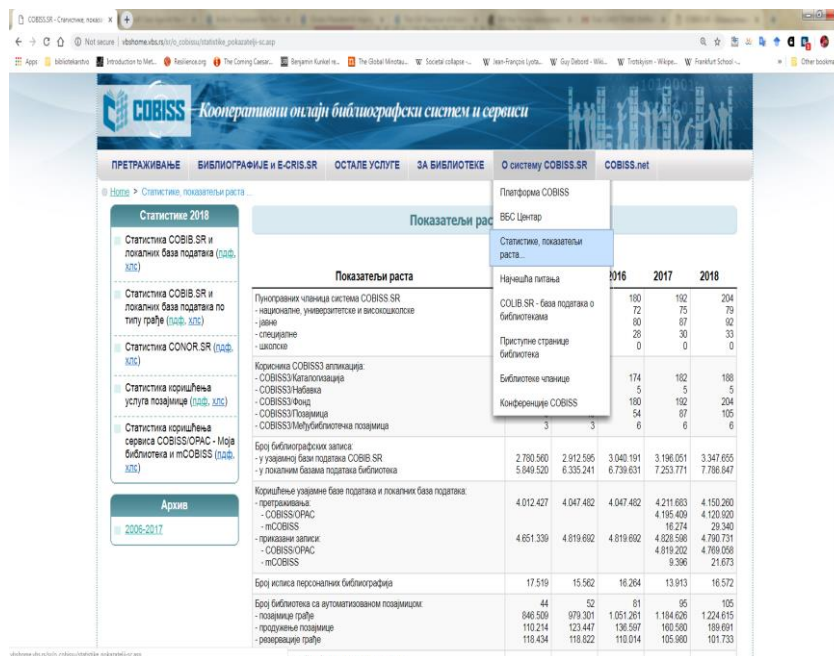 COBISS.SR - Статистике, показа
Not secure | vbshome.vbs.rs/sr/o_cobissu/statistike_pokazatelji-sc.asp
Apps bibliotekarstvo Introduction to Met... Resilience.org The Coming Caesar... Benjamin Kunkel re... The Global Minotau... Societal collapse -... Jean-François Lyota... Guy Debord - Wiki... Trotskyism - Wikipe... Frankfurt School -... » Other bookma
COBISS Кооперативни онлајн библиографски систем и сервиси
ПРЕТРАЖИВАЊЕ БИБЛИОГРАФИЈЕ и E-CRIS.SR ОСТАЛЕ УСЛУГЕ ЗА БИБЛИОТЕКЕ О систему COBISS.SR COBISS.net
Home > Статистике, показатељи раста ...
Платформа COBISS
ВБС Центар
Статистике, показатељи
раста...
Најчешћа питања
COLIB.SR - база података о
библиотекама
Приступне странице
библиотека
Библиотеке чланице
Конференције COBISS
Статистике 2018
Статистика COBIB.SR и
локалних база података (пдф,
хлс)
Статистика COBIB.SR и
локалних база података по
типу грађе (пдф, хлс)
Статистика CONOR.SR (пдф,
хлс)
Статистика коришћења
услуга позајмице (пдф, хлс)
Статистика коришћења
сервиса COBISS/OPAC - Моја
библиотека и mCOBISS (пдф,
хлс)
Архив
2006-2017
Показатељи рас
Показатељи раста 2016 2017 2018
Пуноправних чланица система COBISS.SR 180 192 204
- националне, универзитетске и високошколске 72 75 79
- јавне 80 87 92
- специјалне 28 30 33
- школске 0 0 0
Корисника COBISS3 апликација:
- COBISS3/Каталогизација 174 182 188
- COBISS3/Набавка 5 5 5
- COBISS3/Фонд 180 192 204
- COBISS3/Позајмица 54 87 105
- COBISS3/Међубиблиотечка позајмица 3 3 6 6 6
Број библиографских записа:
- у узајамној бази података COBIB.SR 2.780.560 2.912.595 3.040.191 3.196.051 3.347.655
- у локалним базама података библиотека 5.849.520 6.335.241 6.739.631 7.253.771 7.786.847
Коришћење узајамне базе података и локалних база података:
- претраживања: 4.012.427 4.047.482 4.047.482 4.211.683 4.150.260
- COBISS/OPAC 4.195.409 4.120.920
- mCOBISS 16.274 29.340
- приказани записи: 4.651.339 4.819.692 4.819.692 4.828.598 4.790.731
- COBISS/OPAC 4.819.202 4.769.058
- mCOBISS 9.396 21.673
Број исписа персоналних библиографија 17.519 15.562 16.264 13.913 16.572
Број библиотека са аутоматизованом позајмицом: 44 52 81 95 105
- позајмице грађе 846.509 979.301 1.051.261 1.184.626 1.224.615
- продужење позајмице 110.214 123.447 136.597 160.580 189.691
- резервације грађе 118.434 118.822 110.014 105.980 101.733